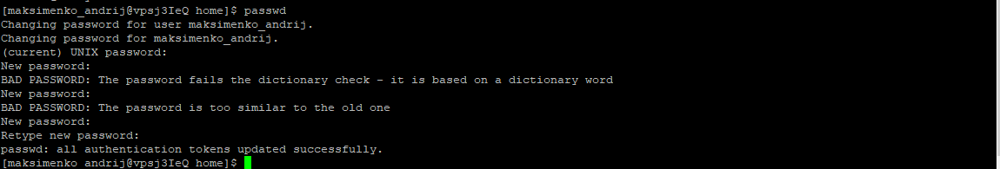 [maksimenko_andrij@vpsj3IeQ home]$ passwd
Changing password for user maksimenko_andrij.
Changing password for maksimenko_andrij.
(current) UNIX password:
New password:
BAD PASSWORD: The password fails the dictionary check - it is based on a dictionary word
New password:
BAD PASSWORD: The password is too similar to the old one
New password:
Retype new password:
passwd: all authentication tokens updated successfully.
[maksimenko_andrij@vpsj3IeQ home]$